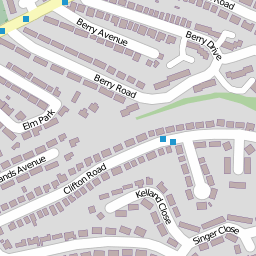 Road
Berry Avenue
Berry Drive
Berry Road
Elm Park
ands Avenue
Clifton Road
Kelland Close
Singer Close